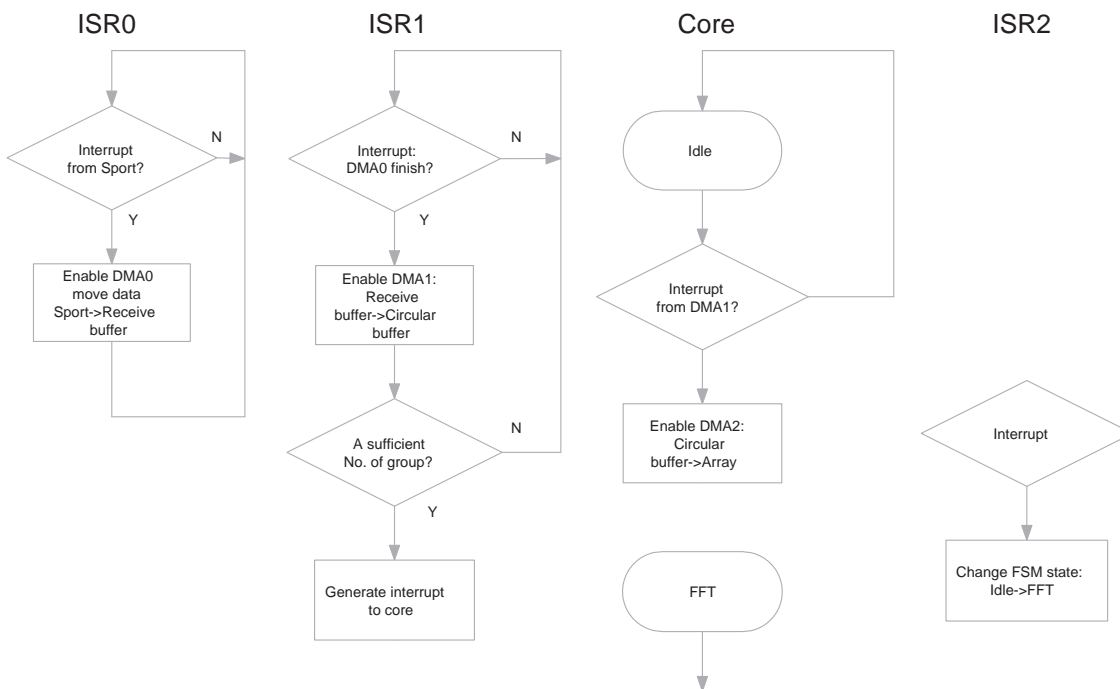 ISR0
ISR1
Core
ISR2
Interrupt
from Sport?
N
Y
Enable DMA0
move data
Sport->Receive
buffer
Interrupt:
DMA0 finish?
N
Y
Enable DMA1:
Receive
buffer->Circular
buffer
A sufficient
No. of group?
N
Y
Generate interrupt
to core
Idle
Interrupt
from DMA1?
Enable DMA2:
Circular
buffer->Array
FFT
Interrupt
Change FSM state:
Idle->FFT